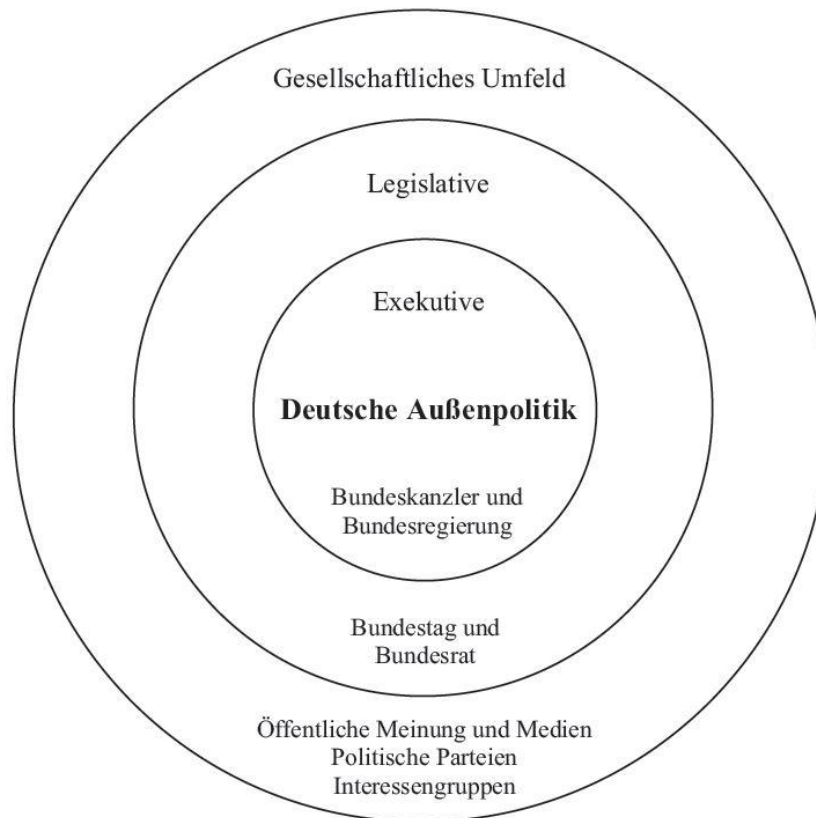 Gesellschaftliches Umfeld
Legislative
Exekutive
Deutsche Außenpolitik
Bundeskanzler und
Bundesregierung
Bundestag und
Bundesrat
Öffentliche Meinung und Medien
Politische Parteien
Interessengruppen